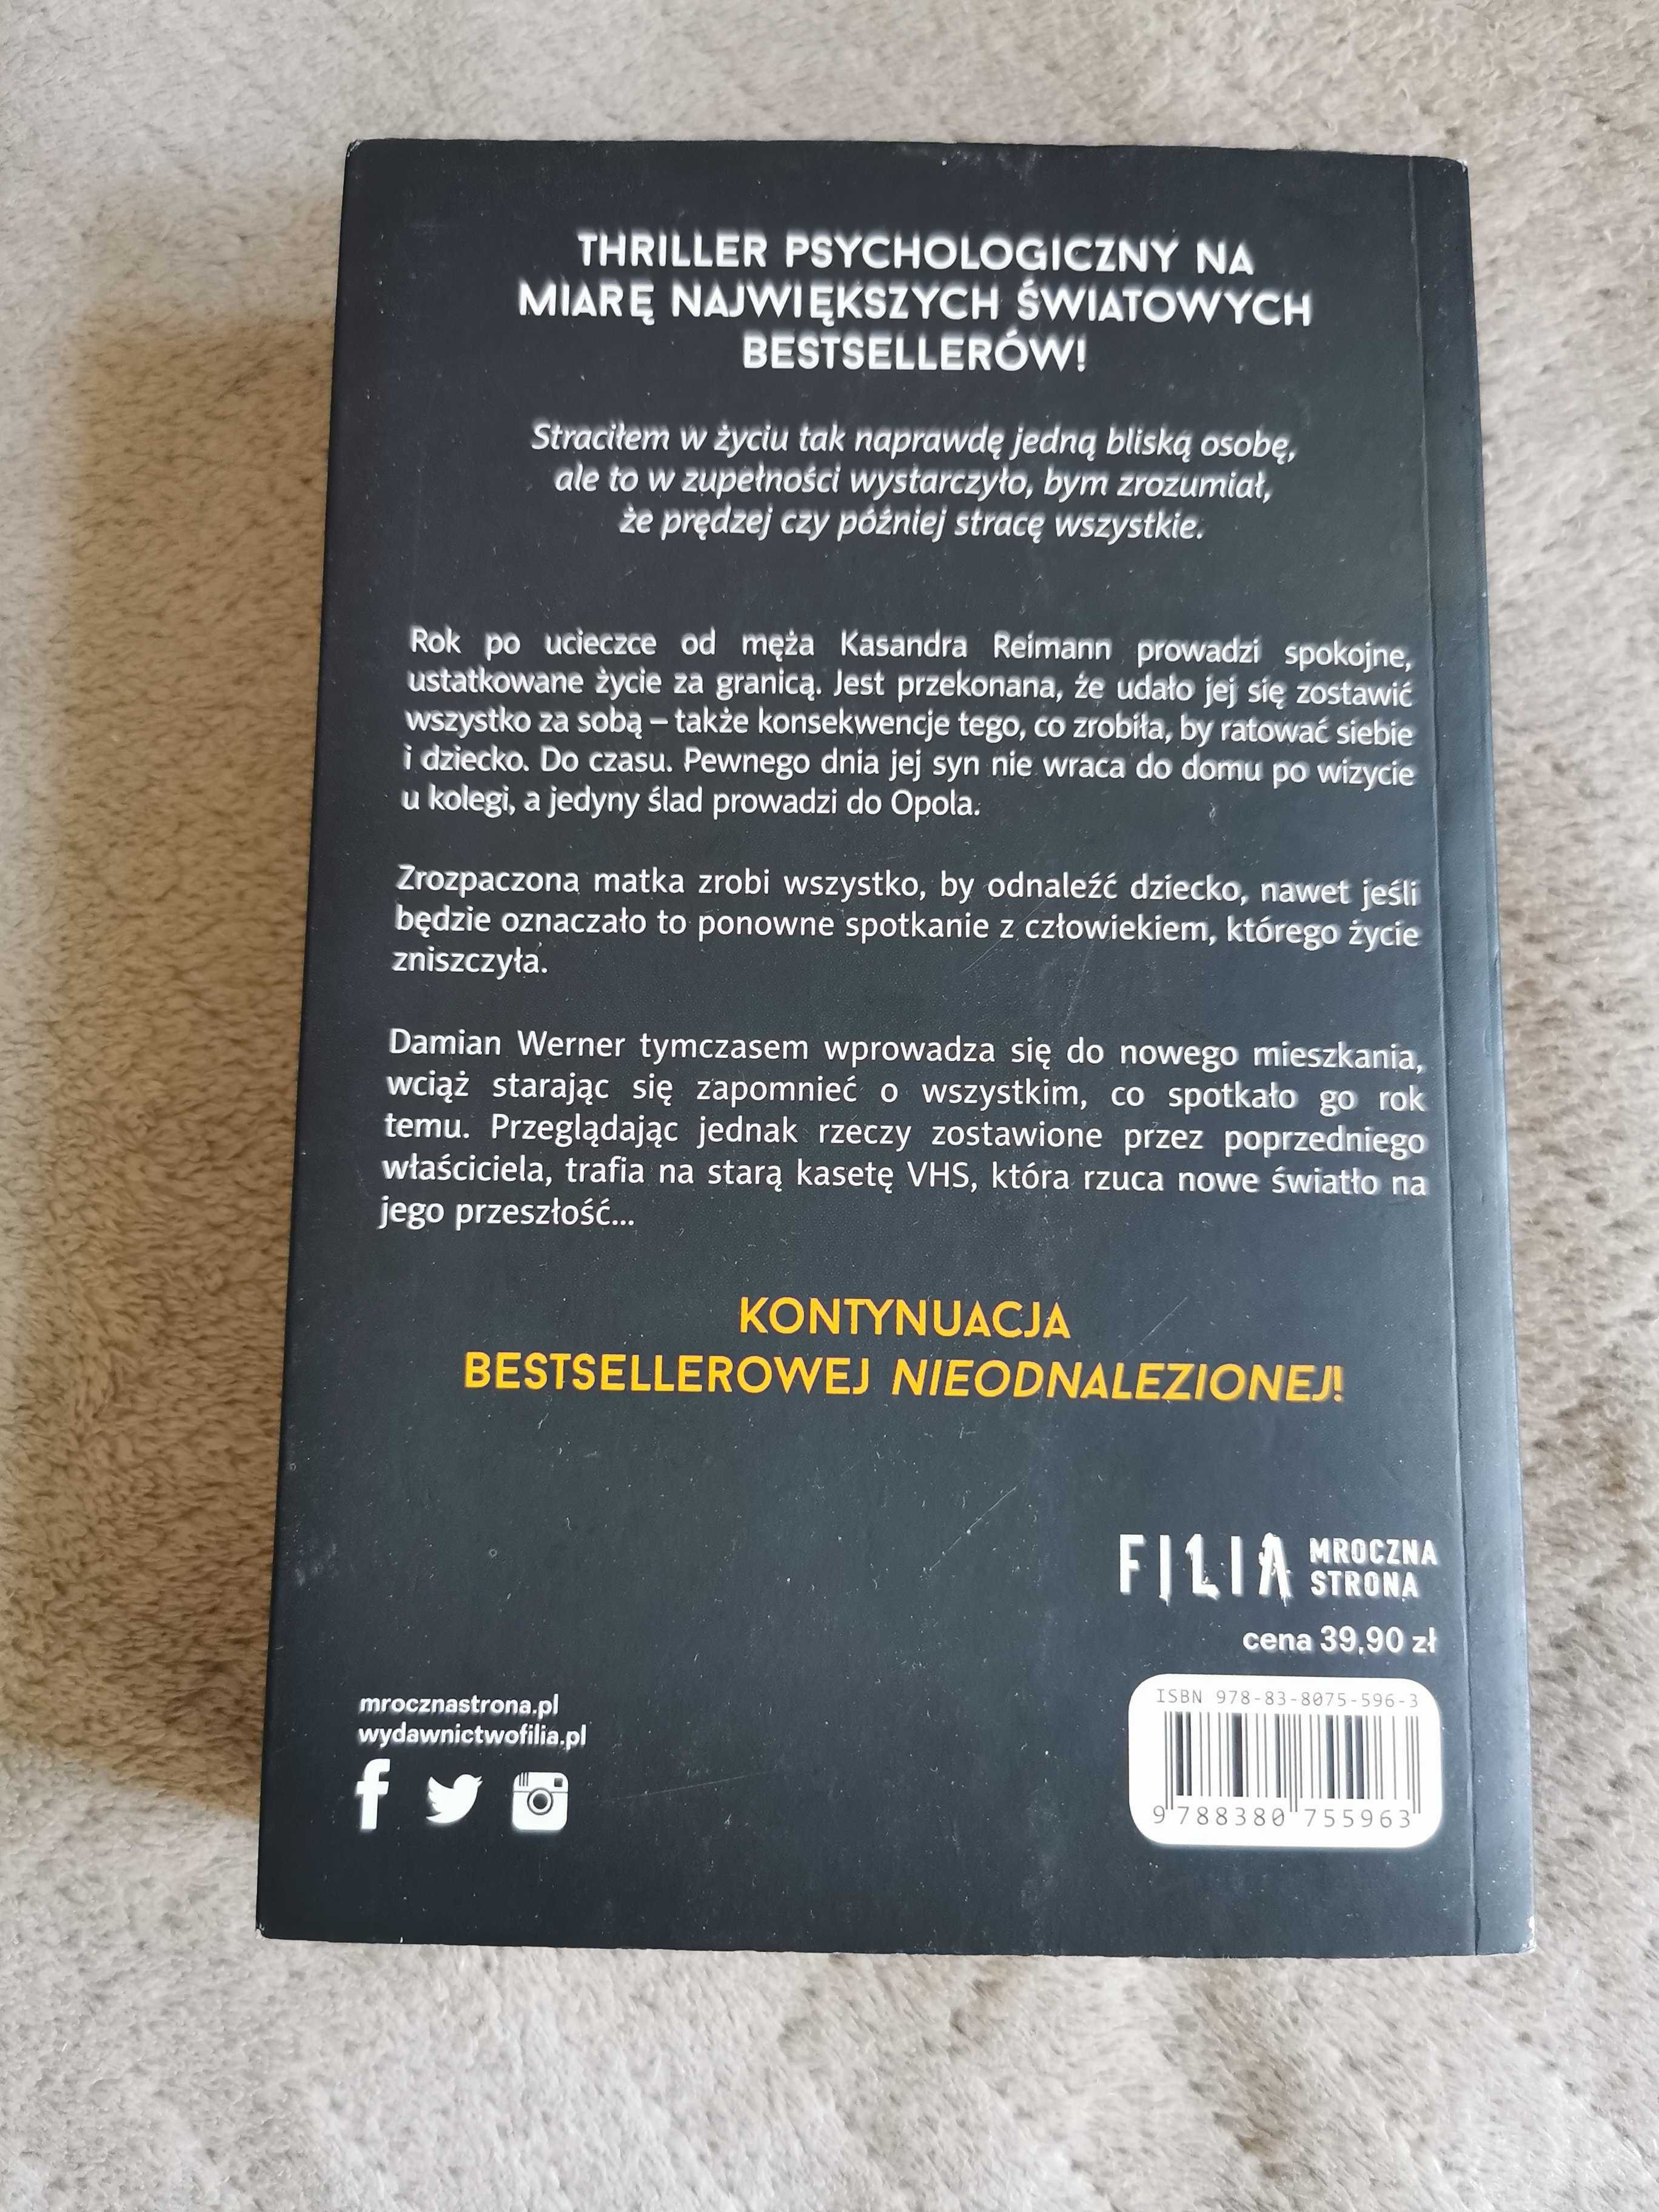 THRILLER PSYCHOLOGICZNY NA
MIARĘ NAJWIĘKSZYCH ŚWIATOWYCH
BESTSELLERÓW!
Straciłem w życiu tak naprawdę jedną bliską osobę,
ale to w zupełności wystarczyło, bym zrozumiał,
że prędzej czy później stracę wszystkie.
Rok po ucieczce od męża Kasandra Reimann prowadzi spokojne,
ustatkowane życie za granicą. Jest przekonana, że udało jej się zostawić
wszystko za sobą – także konsekwencje tego, co zrobiła, by ratować siebie
i dziecko. Do czasu. Pewnego dnia jej syn nie wraca do domu po wizycie
u kolegi, a jedyny ślad prowadzi do Opola.
Zrozpaczona matka zrobi wszystko, by odnaleźć dziecko, nawet jeśli
będzie oznaczało to ponowne spotkanie z człowiekiem, którego życie
zniszczyła.
Damian Werner tymczasem wprowadza się do nowego mieszkania,
wciąż starając się zapomnieć o wszystkim, co spotkało go rok
temu. Przeglądając jednak rzeczy zostawione przez poprzedniego
właściciela, trafia na starą kasetę VHS, która rzuca nowe światło na
jego przeszłość...
KONTYNUACJA
BESTSELLEROWEJ NIEODNALEZIONEJ!
FILIA MROCZNA
STRONA
cena 39,90 zł
mrocznastrona.pl
wydawnictwofilia.pl
ISBN 978-83-8075-596-3
9 788380 755963